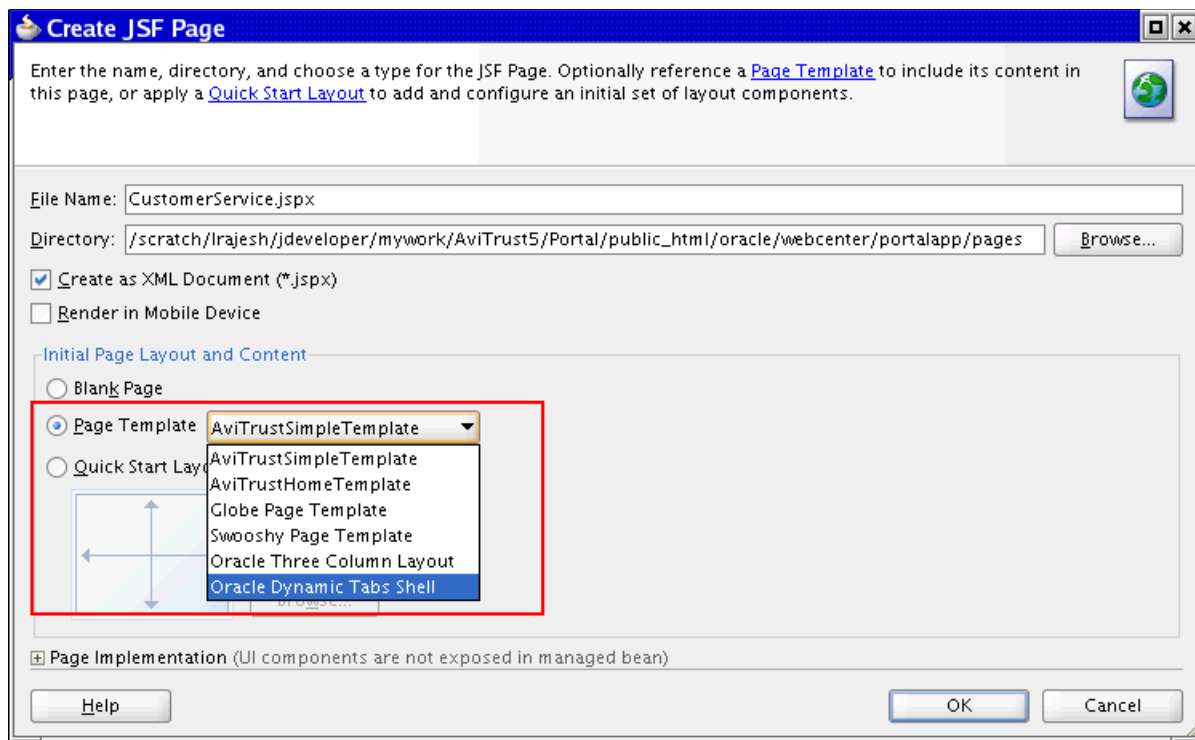 Create JSF Page
Enter the name, directory, and choose a type for the JSF Page. Optionally reference a Page Template to include its content in
this page, or apply a Quick Start Layout to add and configure an initial set of layout components.
File Name: CustomerService.jspx
Directory: /scratch/lrajesh/jdeveloper/mywork/AviTrust5/Portal/public_html/oracle/webcenter/portalapp/pages Browse...
Create as XML Document (*.jspx)
Render in Mobile Device
Initial Page Layout and Content
Blank Page
Page Template AviTrustSimpleTemplate
Quick Start Layo
AviTrustSimpleTemplate
AviTrustHomeTemplate
Globe Page Template
Swooshy Page Template
Oracle Three Column Layout
Oracle Dynamic Tabs Shell
Browse...
Page Implementation (UI components are not exposed in managed bean)
Help OK Cancel